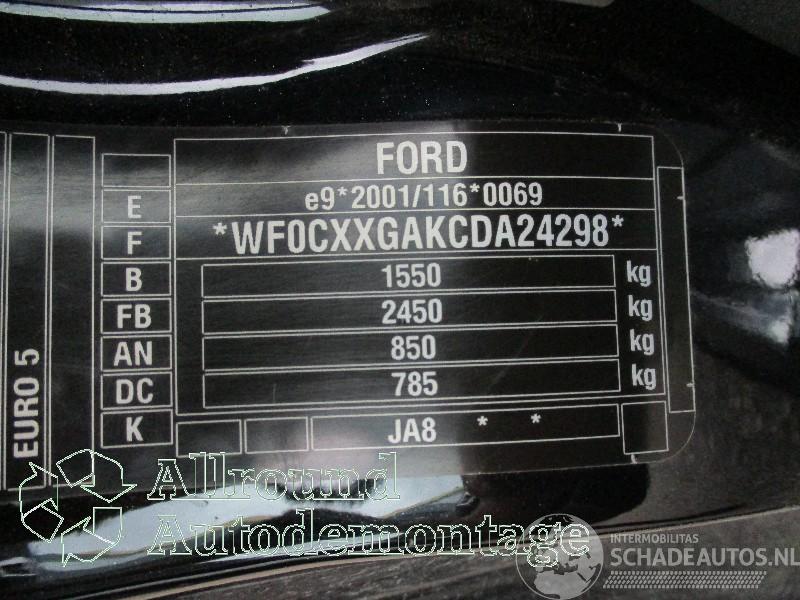 FORD
E e9*2001/116*0069
F *WF0CXXGAKCDA24298*
B 1550 kg
FB 2450 kg
AN 850 kg
DC 785 kg
K JA8 * *
EURO 5
Allround
Autodemontage
INTERMOBILITAS
SCHADEAUTOS.NL